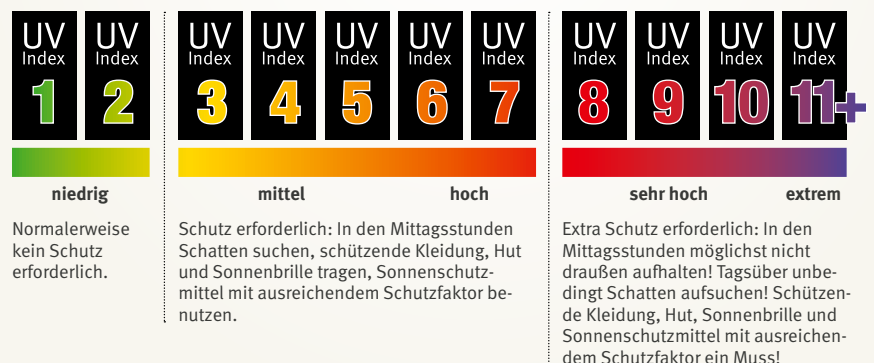 UV UV UV UV UV UV UV UV UV UV UV
Index Index Index Index Index Index Index Index Index Index Index
1 2 3 4 5 6 7 8 9 10 11+
niedrig mittel hoch sehr hoch extrem
Normalerweise
kein Schutz
erforderlich.
Schutz erforderlich: In den Mittagsstunden
Schatten suchen, schützende Kleidung, Hut
und Sonnenbrille tragen, Sonnenschutz-
mittel mit ausreichendem Schutzfaktor be-
nutzen.
Extra Schutz erforderlich: In den
Mittagsstunden möglichst nicht
draußen aufhalten! Tagsüber unbe-
dingt Schatten aufsuchen! Schützen-
de Kleidung, Hut, Sonnenbrille und
Sonnenschutzmittel mit ausreichen-
dem Schutzfaktor ein Muss!